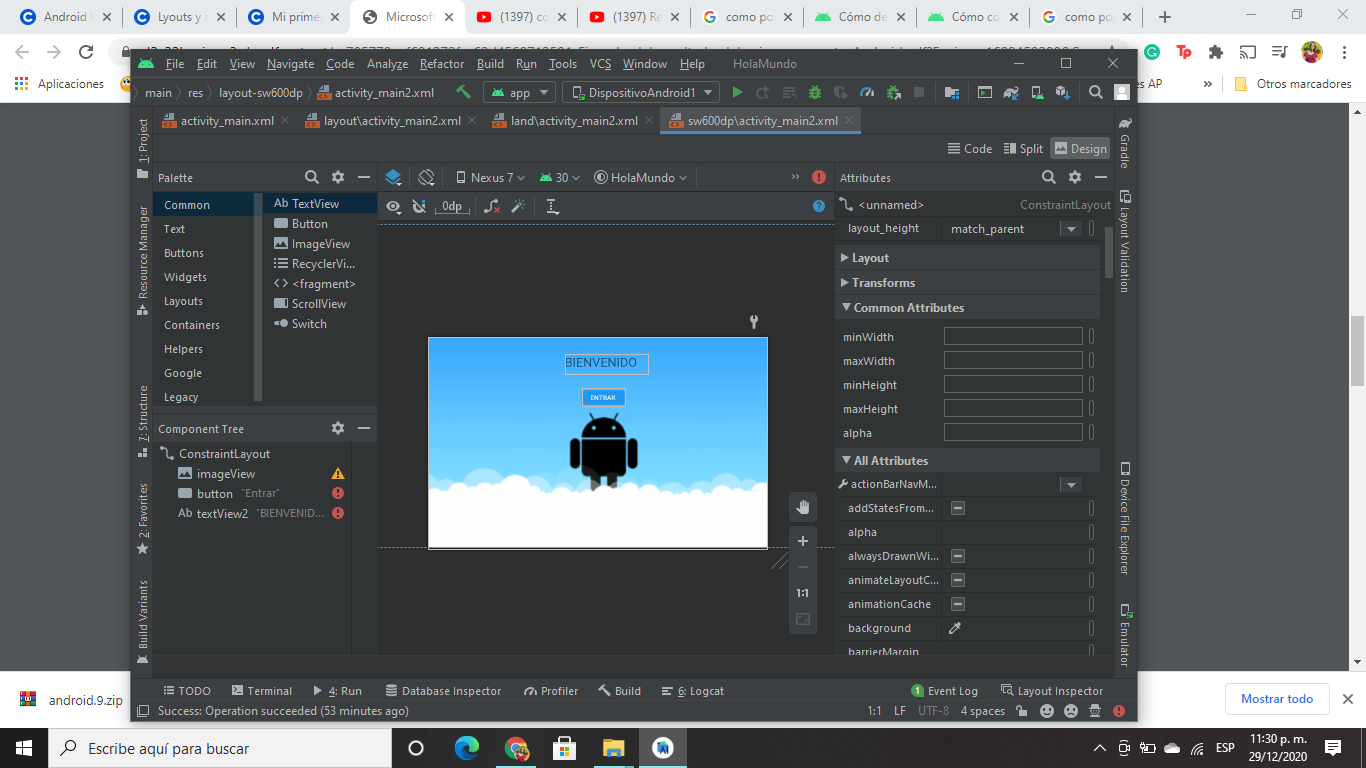 Android V
Lyouts y a
Mi prime
Microsoft
(1397) co
(1397) Re
como po
Cómo de
Cómo co
como po
Aplicaciones
es AP
»
Otros marcadores
File Edit View Navigate Code Analyze Refactor Build Run Tools VCS Window Help HolaMundo
main res layout-sw600dp activity_main2.xml app DispositivoAndroid1
activity_main.xml layout\activity_main2.xml land\activity_main2.xml sw600dp\activity_main2.xml
Code Split Design
1: Project
Resource Manager
7: Structure
2: Favorites
Build Variants
Palette
Common
Text
Buttons
Widgets
Layouts
Containers
Helpers
Google
Legacy
Ab TextView
Button
ImageView
RecyclerVi...
<fragment>
ScrollView
Switch
Component Tree
ConstraintLayout
imageView
button "Entrar"
Ab textView2 "BIENVENID...
Nexus 7 30 HolaMundo »
0dp
BIENVENIDO
ENTRAR
1:1
Attributes
<unnamed> ConstraintLayout
layout_height match_parent
Layout
Transforms
Common Attributes
minWidth
maxWidth
minHeight
maxHeight
alpha
All Attributes
actionBarNavM...
addStatesFrom...
alpha
alwaysDrawnWi...
animateLayoutC...
animationCache
background
barrierMargin
Gradle
Layout Validation
Device File Explorer
Emulator
TODO Terminal 4: Run Database Inspector Profiler Build 6: Logcat 1 Event Log Layout Inspector
Success: Operation succeeded (53 minutes ago) 1:1 LF UTF-8 4 spaces
android.9.zip
Mostrar todo
Escribe aquí para buscar
ESP
11:30 p. m.
29/12/2020